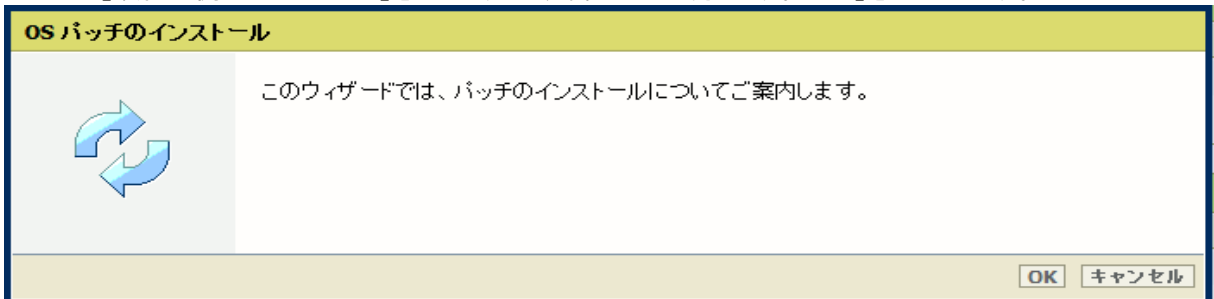 OS パッチのインストール
このウィザードでは、パッチのインストールについてご案内します。
OK キャンセル